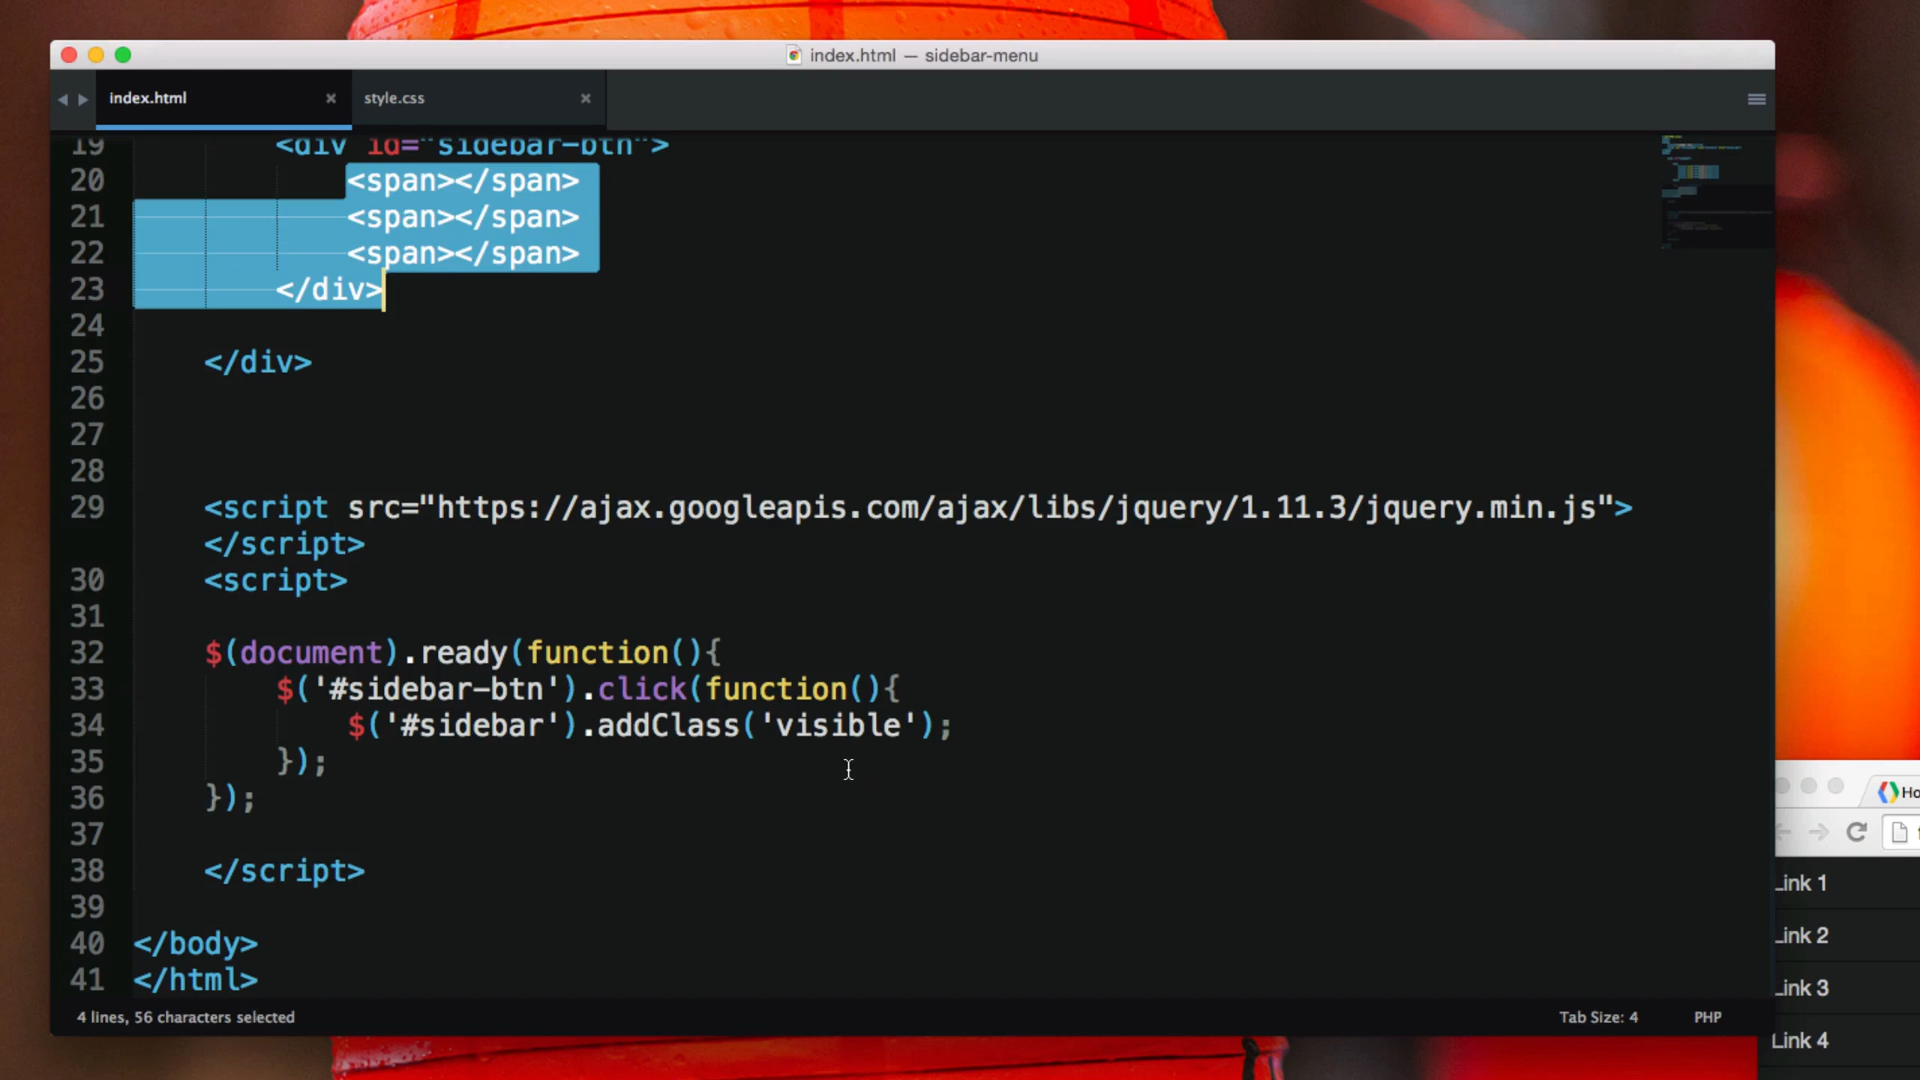 index.html — sidebar-menu
index.html
style.css
19 <div id="sidebar-btn">
20 <span></span>
21 <span></span>
22 <span></span>
23 </div>
24
25 </div>
26
27
28
29 <script src="https://ajax.googleapis.com/ajax/libs/jquery/1.11.3/jquery.min.js">
</script>
30 <script>
31
32 $(document).ready(function(){
33 $('#sidebar-btn').click(function(){
34 $('#sidebar').addClass('visible');
35 });
36 });
37
38 </script>
39
40 </body>
41 </html>
4 lines, 56 characters selected
Tab Size: 4
PHP
Ho
Link 1
Link 2
Link 3
Link 4